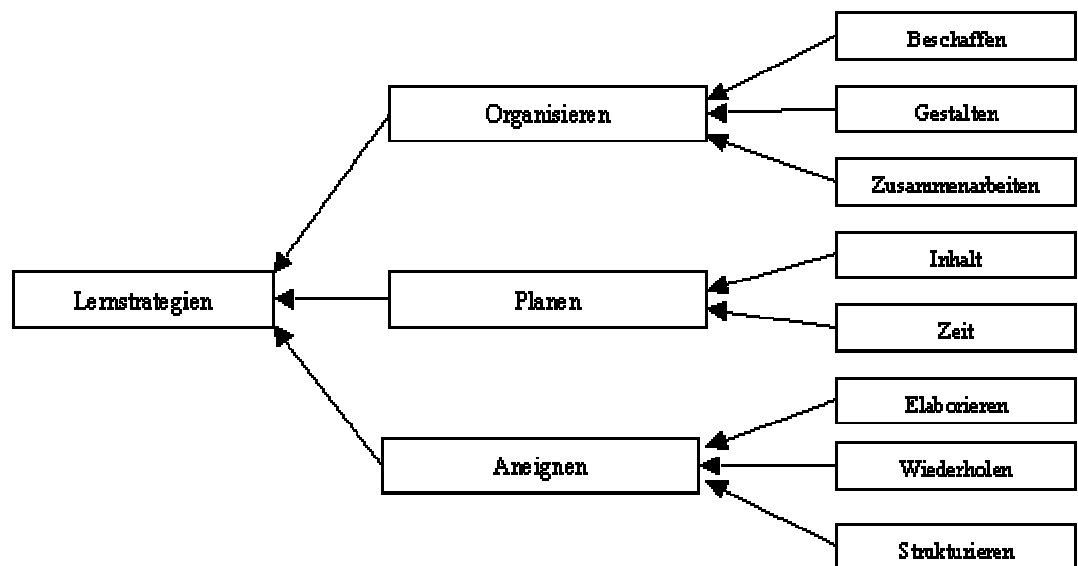 Beschaffen
Organisieren
Gestalten
Zusammenarbeiten
Inhalt
Lernstrategien
Planen
Zeit
Elaborieren
Aneignen
Wiederholen
Strukturieren